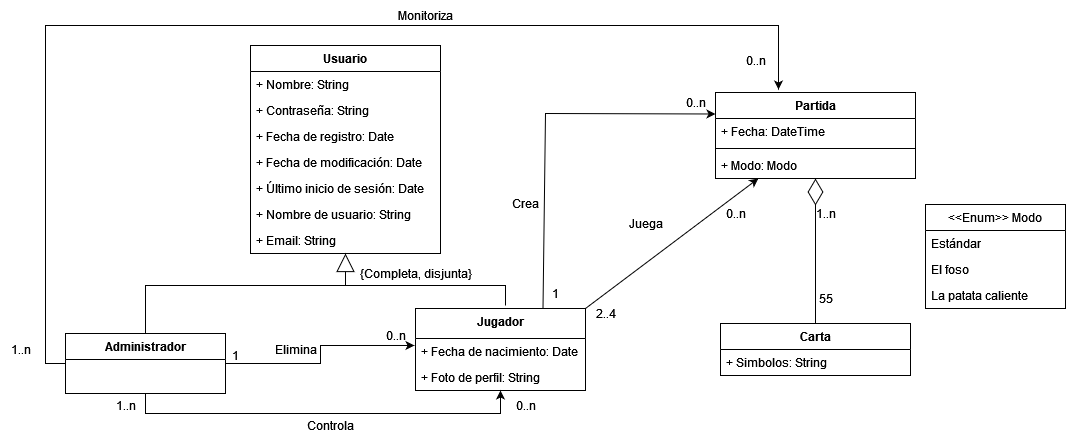 Monitoriza
0..n
Usuario
+ Nombre: String
+ Contraseña: String
+ Fecha de registro: Date
+ Fecha de modificación: Date
+ Último inicio de sesión: Date
+ Nombre de usuario: String
+ Email: String
{Completa, disjunta}
0..n
Partida
+ Fecha: DateTime
+ Modo: Modo
Crea
Juega
0..n
1..n
<<Enum>> Modo
Estándar
El foso
La patata caliente
1
2..4
55
1..n
Administrador
1
Elimina
0..n
Jugador
+ Fecha de nacimiento: Date
+ Foto de perfil: String
Carta
+ Simbolos: String
1..n
0..n
Controla